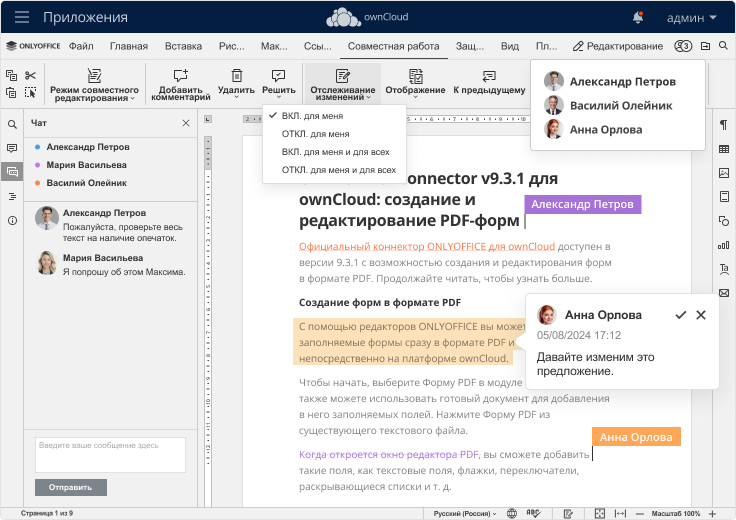 Приложения
ownCloud
админ
ONLYOFFICE
Файл
Главная
Вставка
Рис...
Мак...
Ссы...
Совместная работа
Защ...
Вид
Пл...
Редактирование
3
Режим совместного
редактирования
Добавить
комментарий
Удалить
Решить
Отслеживание
изменений
Отображение
К предыдущему
Александр Петров
Василий Олейник
Анна Орлова
ВКЛ. для меня
ОТКЛ. для меня
ВКЛ. для меня и для всех
ОТКЛ. для меня и для всех
Чат
Александр Петров
Мария Васильева
Василий Олейник
Александр Петров
Пожалуйста, проверьте весь
текст на наличие опечаток.
Мария Васильева
Я попрошу об этом Максима.
Введите ваше сообщение здесь
Отправить
onnector v9.3.1 для
ownCloud: создание и
редактирование PDF-форм
Александр Петров
Официальный коннектор ONLYOFFICE для ownCloud доступен в
версии 9.3.1 с возможностью создания и редактирования форм
в формате PDF. Продолжайте читать, чтобы узнать больше.
Создание форм в формате PDF
С помощью редакторов ONLYOFFICE вы может
заполняемые формы сразу в формате PDF и
непосредственно на платформе ownCloud.
Анна Орлова
05/08/2024 17:12
Давайте изменим это
предложение.
Чтобы начать, выберите Форму PDF в модуле
также можете использовать готовый документ для добавления
в него заполняемых полей. Нажмите Форму PDF из
существующего текстового файла.
Анна Орлова
Когда откроется окно редактора PDF, вы сможете добавить
такие поля, как текстовые поля, флажки, переключатели,
раскрывающиеся списки и т. д.
Страница 1 из 9
Русский (Россия)
Масштаб 100%